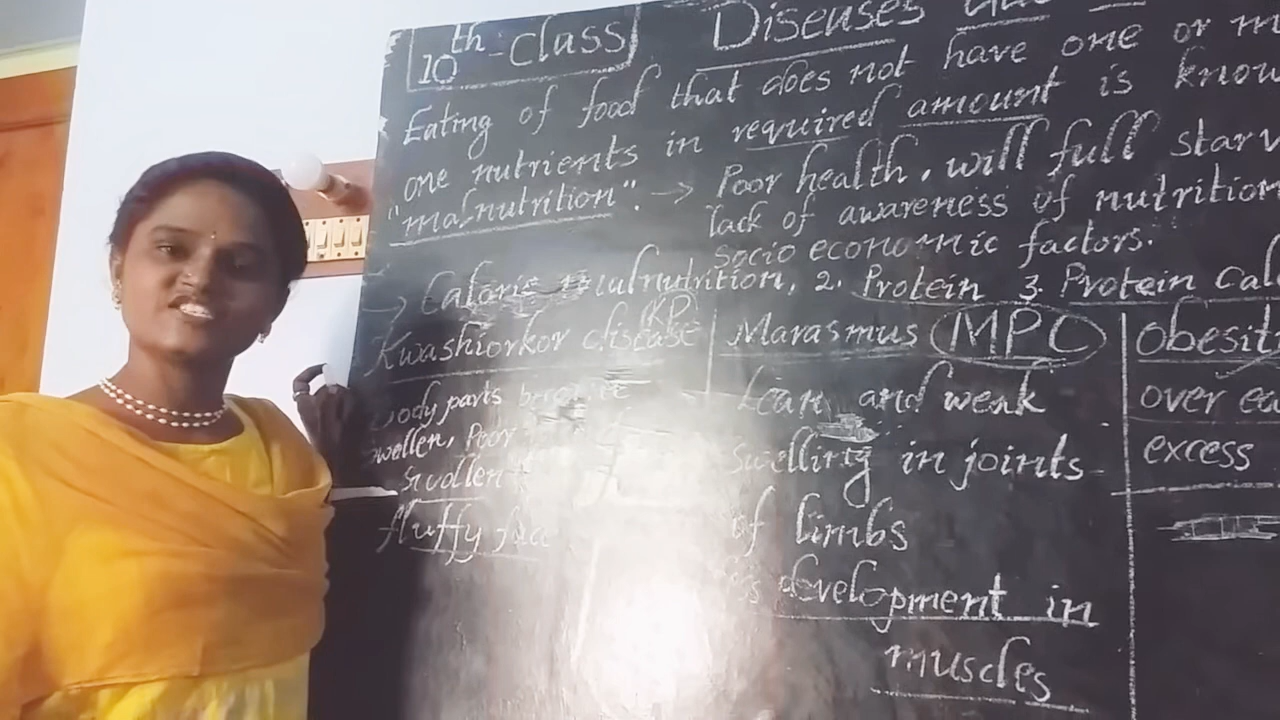 10th Class
Diseases
Eating of food that does not have one or m
one nutrients in required amount is know
"malnutrition". → Poor health, will full starv
lack of awareness of nutrition
socio economic factors.
→ Calorie malnutrition, 2. Protein 3. Protein Cal
Kwashiorkor disease KP
body parts become
swollen, Poor
Swollen
fluffy fac
Marasmus MPC
Lean and weak
Swelling in joints
of limbs
development in
muscles
Obesit
over ea
excess